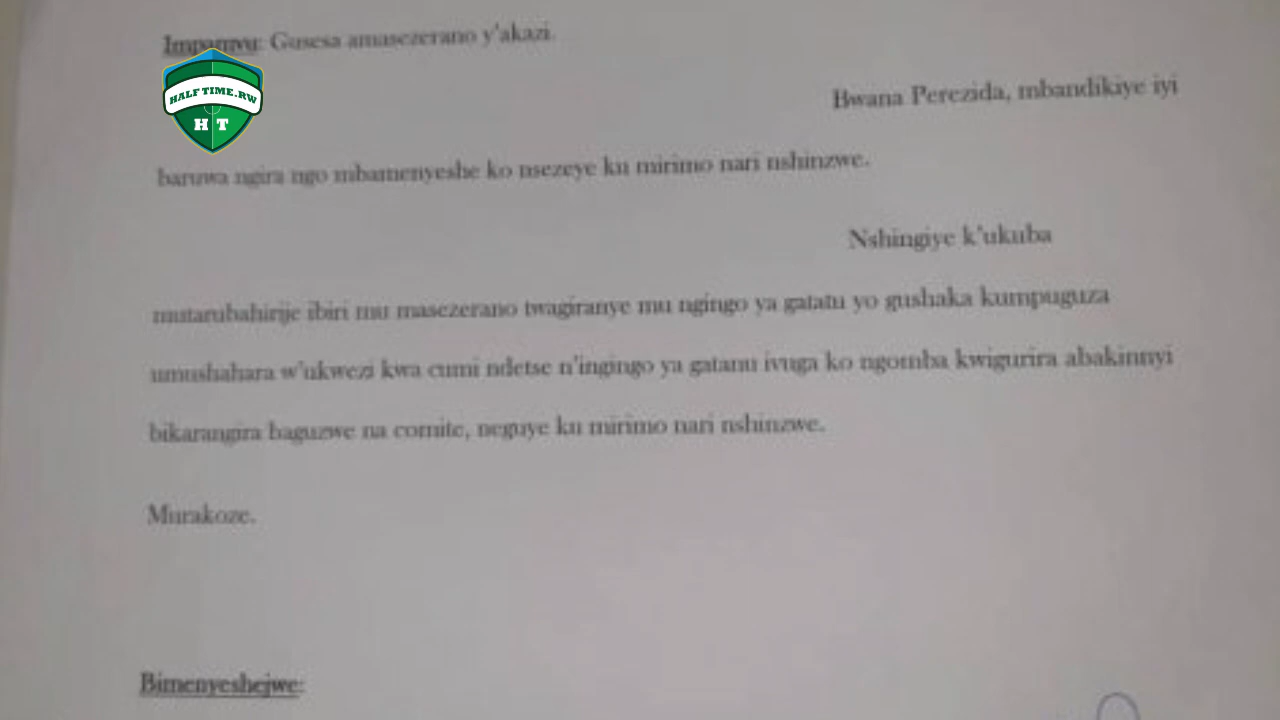 Impamvu: Gusesa amasezerano y'akazi.
HALF TIME.RW
H T
Bwana Perezida, mbandikiye iyi
baruwa ngira ngo mbamenyeshe ko nsezeye ku mirimo nari nshinzwe.
Nshingiye k'ukuba
mutarubahirije ibiri mu masezerano twagiranye mu ngingo ya gatatu yo gushaka kumpuguza
umushahara w'ukwezi kwa cumi ndetse n'ingingo ya gatanu ivuga ko ngomba kwigurira abakinnyi
bikarangira baguzwe na comite, neguye ku mirimo nari nshinzwe.
Murakoze.
Bimenyeshejwe: